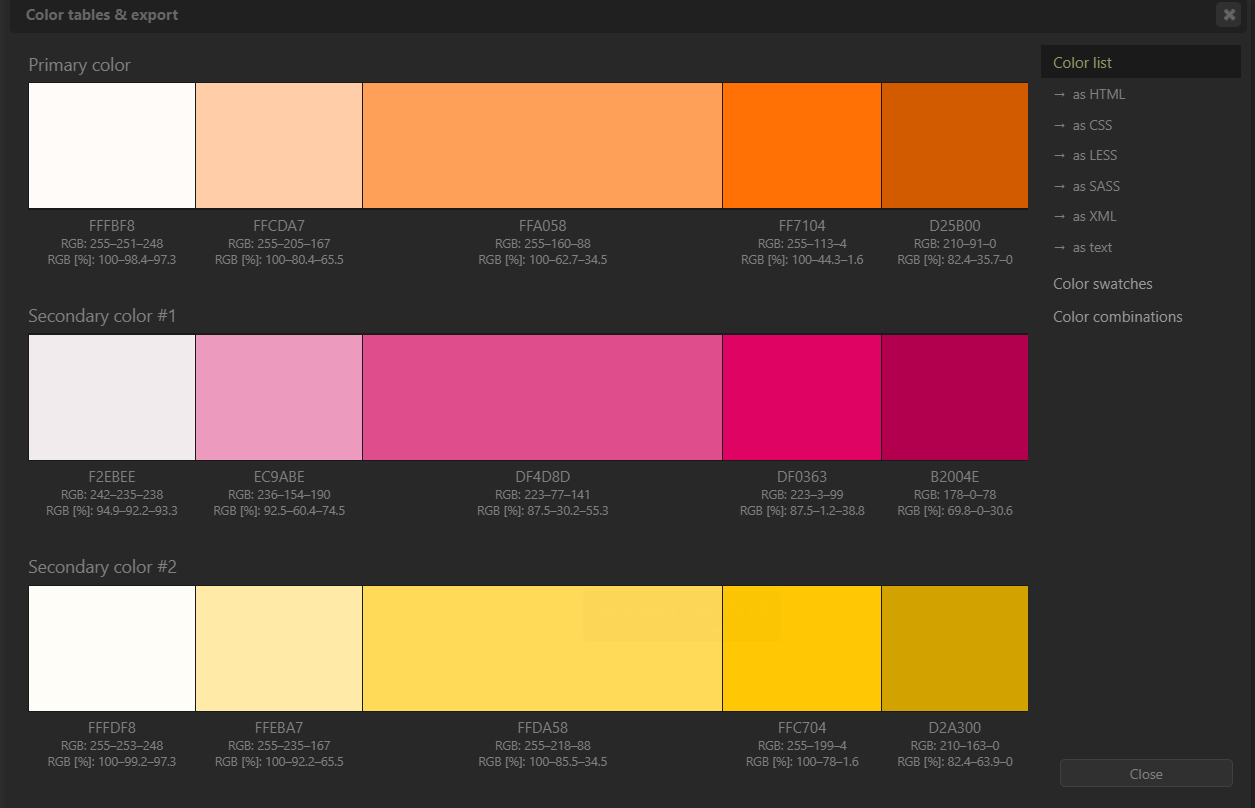 Color tables & export
Primary color
FFFBF8 FFCDA7 FFA058 FF7104 D25B00
RGB: 255–251–248 RGB: 255–205–167 RGB: 255–160–88 RGB: 255–113–4 RGB: 210–91–0
RGB [%]: 100–98.4–97.3 RGB [%]: 100–80.4–65.5 RGB [%]: 100–62.7–34.5 RGB [%]: 100–44.3–1.6 RGB [%]: 82.4–35.7–0
Secondary color #1
F2EBEE EC9ABE DF4D8D DF0363 B2004E
RGB: 242–235–238 RGB: 236–154–190 RGB: 223–77–141 RGB: 223–3–99 RGB: 178–0–78
RGB [%]: 94.9–92.2–93.3 RGB [%]: 92.5–60.4–74.5 RGB [%]: 87.5–30.2–55.3 RGB [%]: 87.5–1.2–38.8 RGB [%]: 69.8–0–30.6
Secondary color #2
FFFDF8 FFEBA7 FFDA58 FFC704 D2A300
RGB: 255–253–248 RGB: 255–235–167 RGB: 255–218–88 RGB: 255–199–4 RGB: 210–163–0
RGB [%]: 100–99.2–97.3 RGB [%]: 100–92.2–65.5 RGB [%]: 100–85.5–34.5 RGB [%]: 100–78–1.6 RGB [%]: 82.4–63.9–0
Color list
→ as HTML
→ as CSS
→ as LESS
→ as SASS
→ as XML
→ as text
Color swatches
Color combinations
Close